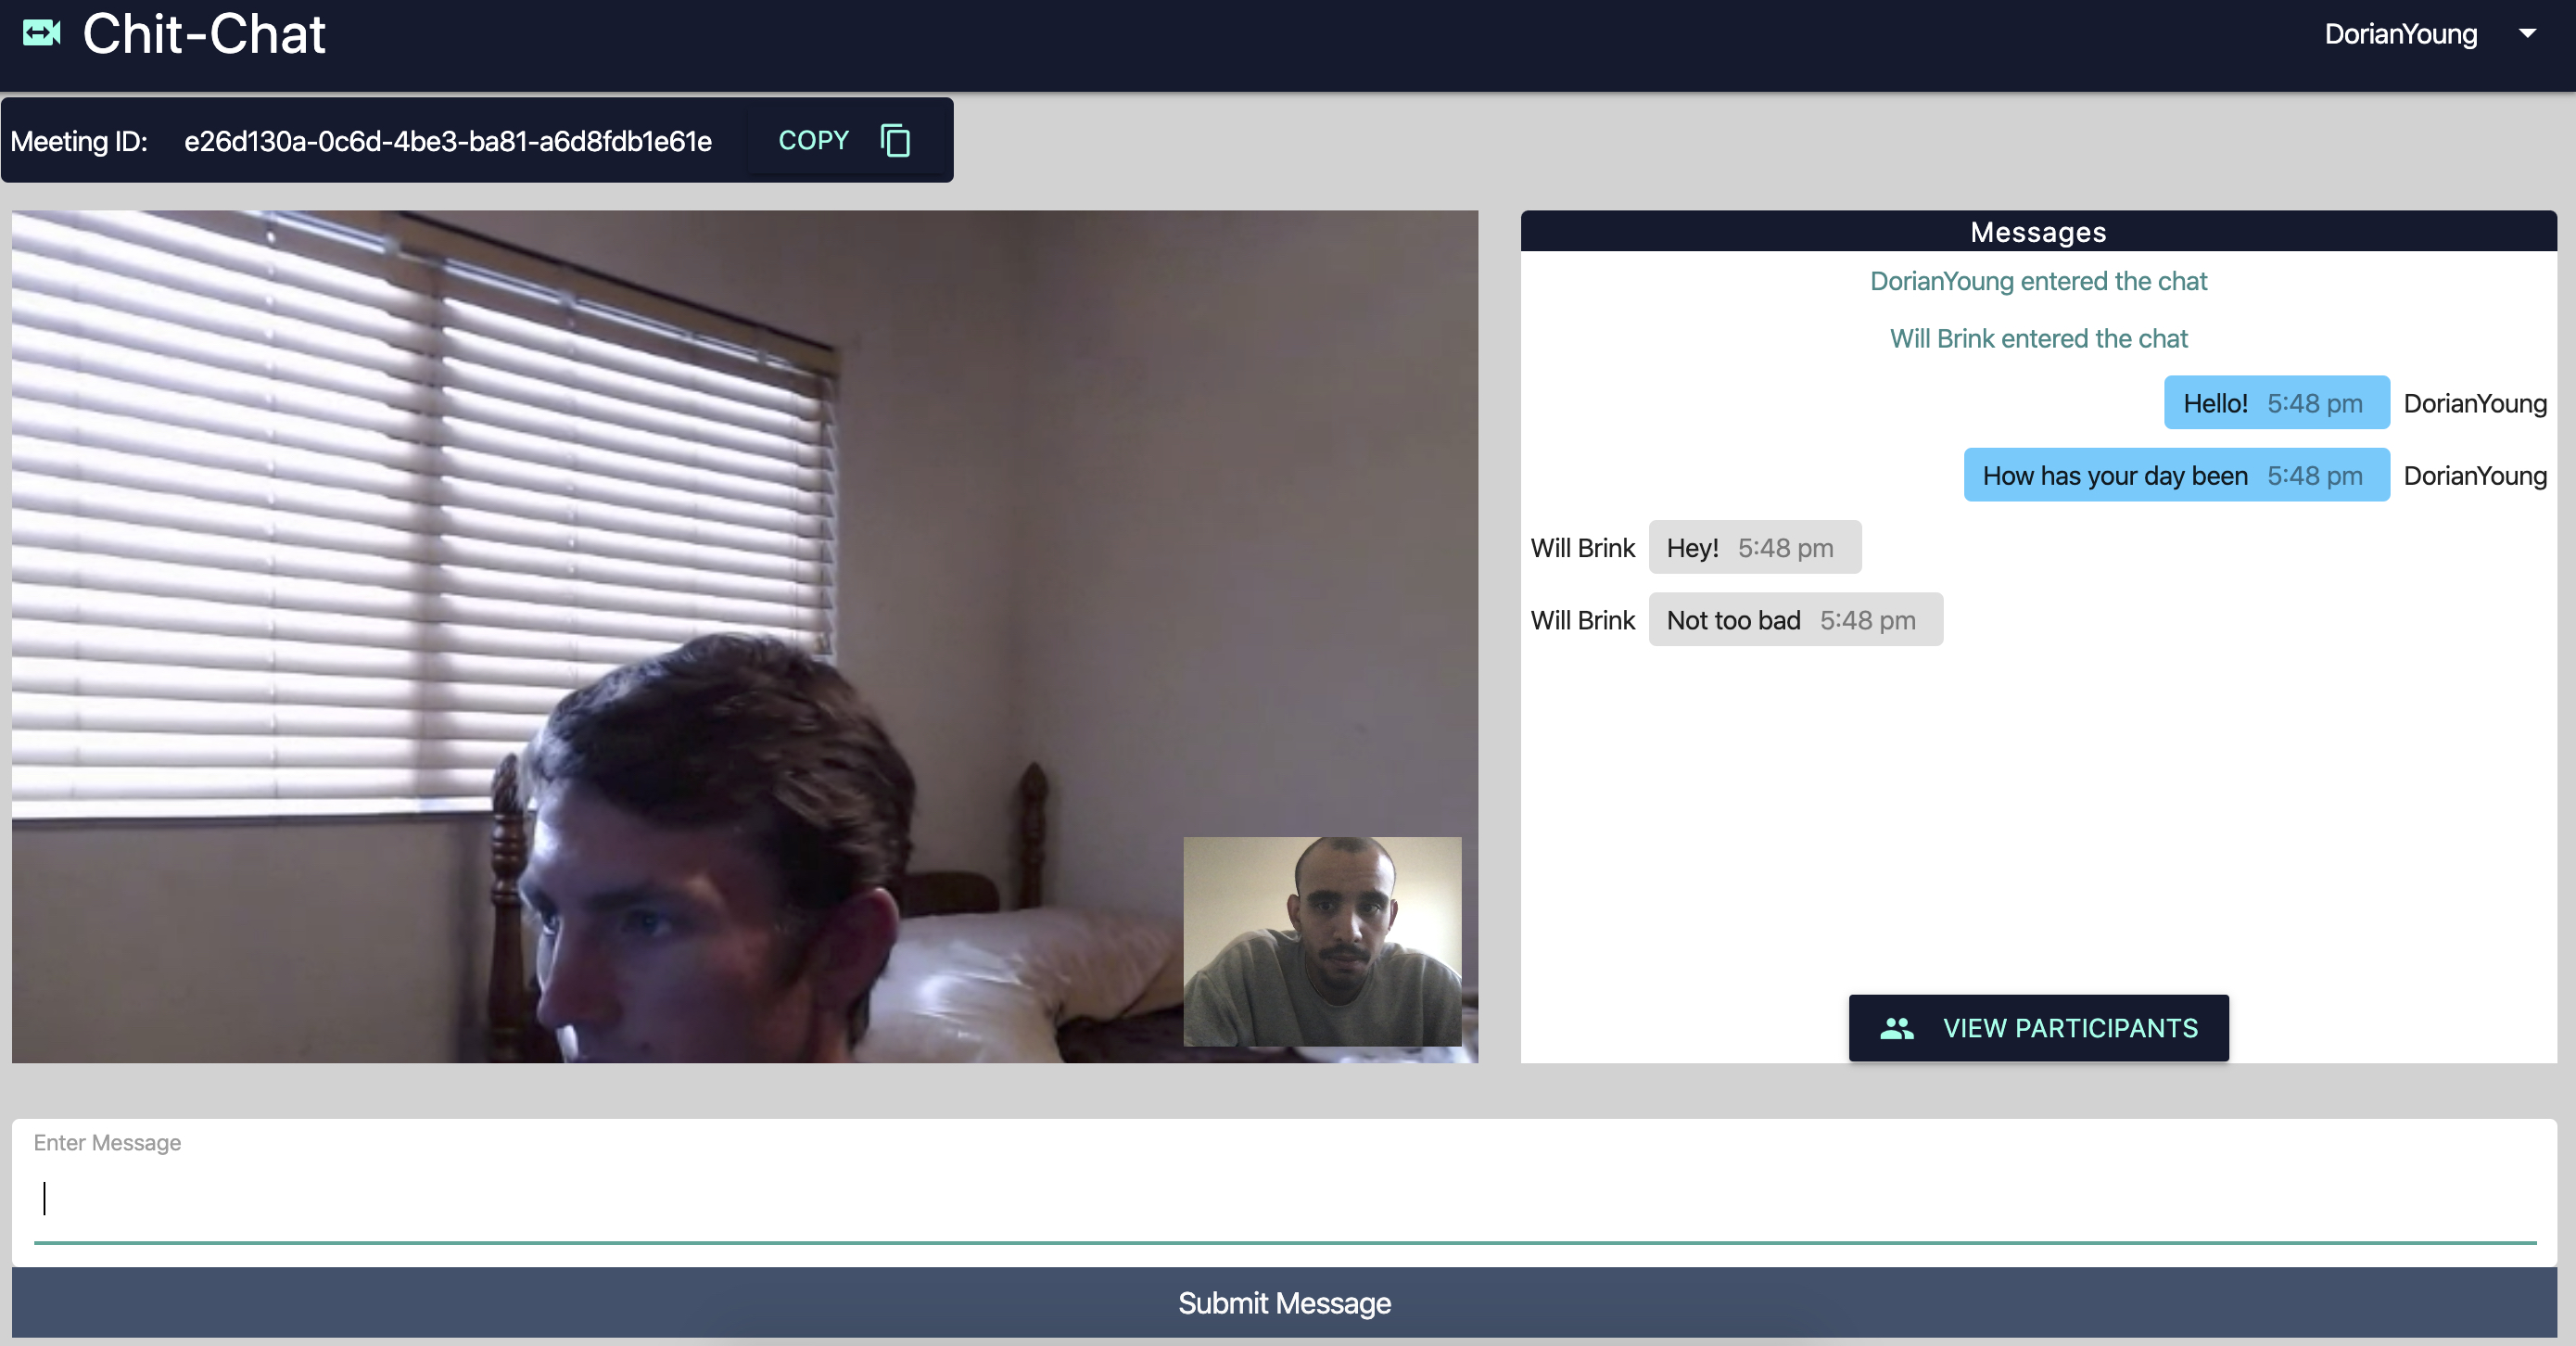 Chit-Chat
DorianYoung
Meeting ID: e26d130a-0c6d-4be3-ba81-a6d8fdb1e61e COPY
Messages
DorianYoung entered the chat
Will Brink entered the chat
Hello! 5:48 pm DorianYoung
How has your day been 5:48 pm DorianYoung
Will Brink Hey! 5:48 pm
Will Brink Not too bad 5:48 pm
VIEW PARTICIPANTS
Enter Message
Submit Message